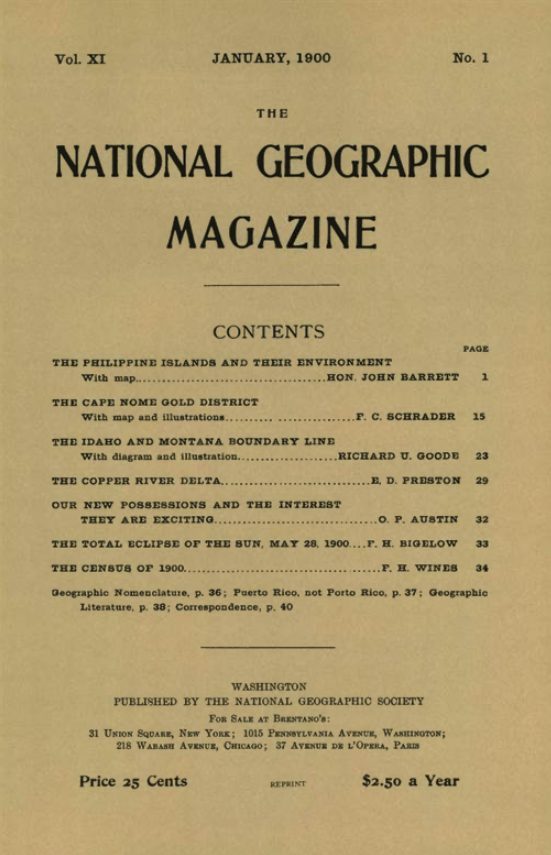 Vol. XI JANUARY, 1900 No. 1
THE
NATIONAL GEOGRAPHIC
MAGAZINE
CONTENTS
PAGE
THE PHILIPPINE ISLANDS AND THEIR ENVIRONMENT
With map....................................HON. JOHN BARRETT 1
THE CAPE NOME GOLD DISTRICT
With map and illustrations.......... ...............F. C. SCHRADER 15
THE IDAHO AND MONTANA BOUNDARY LINE
With diagram and illustration...................RICHARD U. GOODE 23
THE COPPER RIVER DELTA............................E. D. PRESTON 29
OUR NEW POSSESSIONS AND THE INTEREST
THEY ARE EXCITING...............................O. P. AUSTIN 32
THE TOTAL ECLIPSE OF THE SUN, MAY 28, 1900....F. H. BIGELOW 33
THE CENSUS OF 1900.....................................F. H. WINES 34
Geographic Nomenclature, p. 36; Puerto Rico, not Porto Rico, p. 37; Geographic
Literature, p. 38; Correspondence, p. 40
WASHINGTON
PUBLISHED BY THE NATIONAL GEOGRAPHIC SOCIETY
FOR SALE AT BRENTANO'S:
31 UNION SQUARE, NEW YORK; 1015 PENNSYLVANIA AVENUE, WASHINGTON;
218 WABASH AVENUE, CHICAGO; 37 AVENUE DE L'OPERA, PARIS
Price 25 Cents REPRINT $2.50 a Year